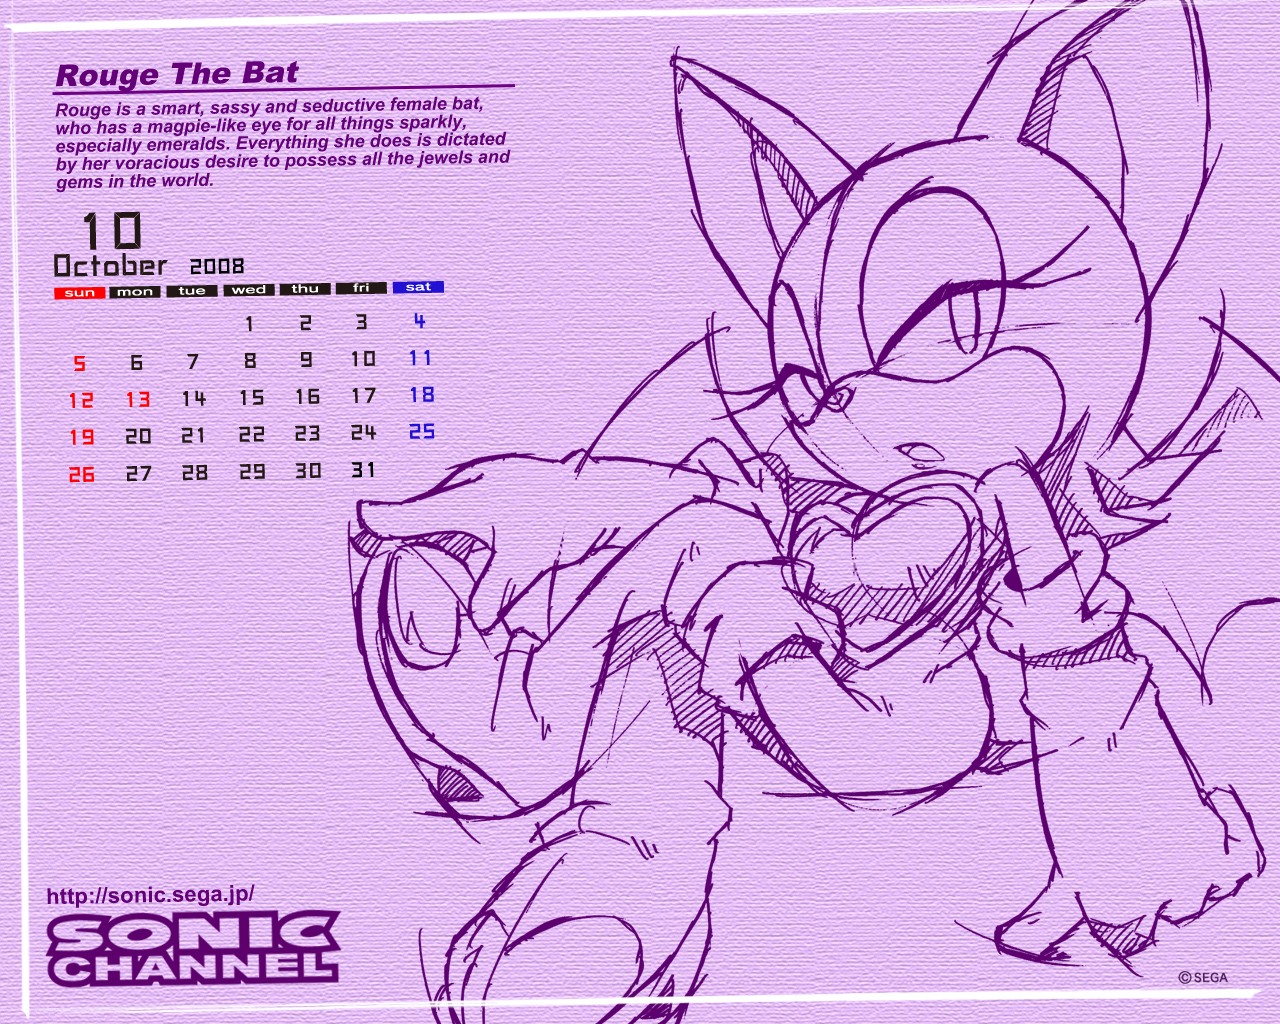 Rouge The Bat
Rouge is a smart, sassy and seductive female bat,
who has a magpie-like eye for all things sparkly,
especially emeralds. Everything she does is dictated
by her voracious desire to possess all the jewels and
gems in the world.
10
October 2008
sun mon tue wed thu fri sat
1 2 3 4
5 6 7 8 9 10 11
12 13 14 15 16 17 18
19 20 21 22 23 24 25
26 27 28 29 30 31
http://sonic.sega.jp/
SONIC
CHANNEL
©SEGA